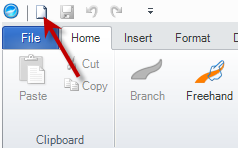 File Home Insert Format
Cut
Copy
Paste
Branch Freehand
Clipboard